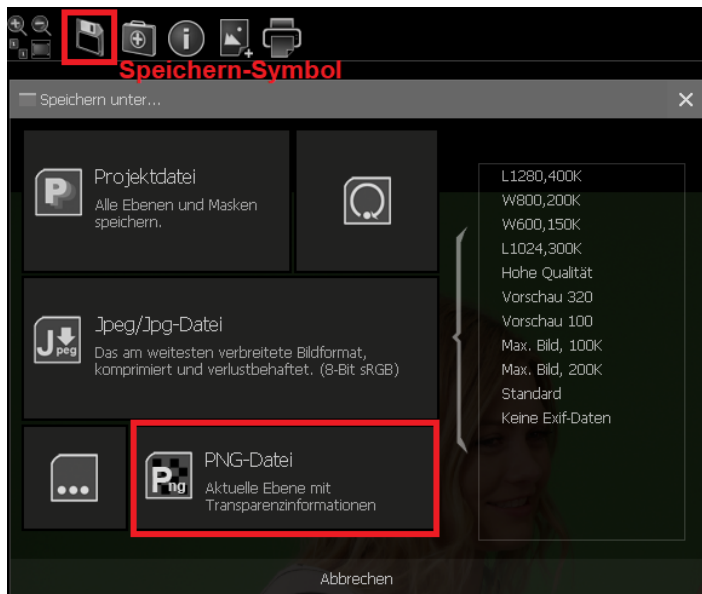 Speichern-Symbol
Speichern unter...
Projektdatei
Alle Ebenen und Masken
speichern.
Jpeg/Jpg-Datei
Das am weitesten verbreitete Bildformat,
komprimiert und verlustbehaftet. (8-Bit sRGB)
PNG-Datei
Aktuelle Ebene mit
Transparenzinformationen
L1280,400K
W800,200K
W600,150K
L1024,300K
Hohe Qualität
Vorschau 320
Vorschau 100
Max. Bild, 100K
Max. Bild, 200K
Standard
Keine Exif-Daten
Abbrechen